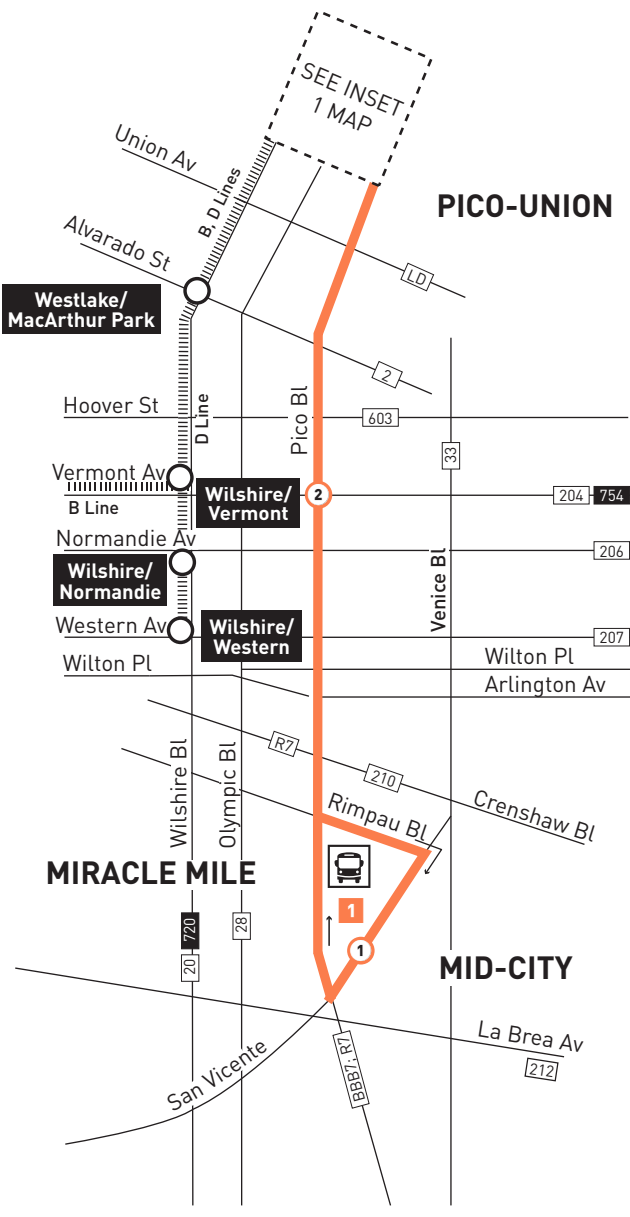 SEE INSET
1 MAP
Union Av
B, D Lines
PICO-UNION
Alvarado St
LD
Westlake/
MacArthur Park
2
Hoover St
D Line
Pico Bl
603
33
Vermont Av
B Line
Wilshire/
Vermont
2
204
754
Normandie Av
206
Wilshire/
Normandie
Venice Bl
Western Av
Wilshire/
Western
207
Wilton Pl
Wilton Pl
Arlington Av
R7
210
Crenshaw Bl
Wilshire Bl
Olympic Bl
Rimpau Bl
MIRACLE MILE
1
720
20
28
1
MID-CITY
La Brea Av
212
San Vicente
BBB7; R7